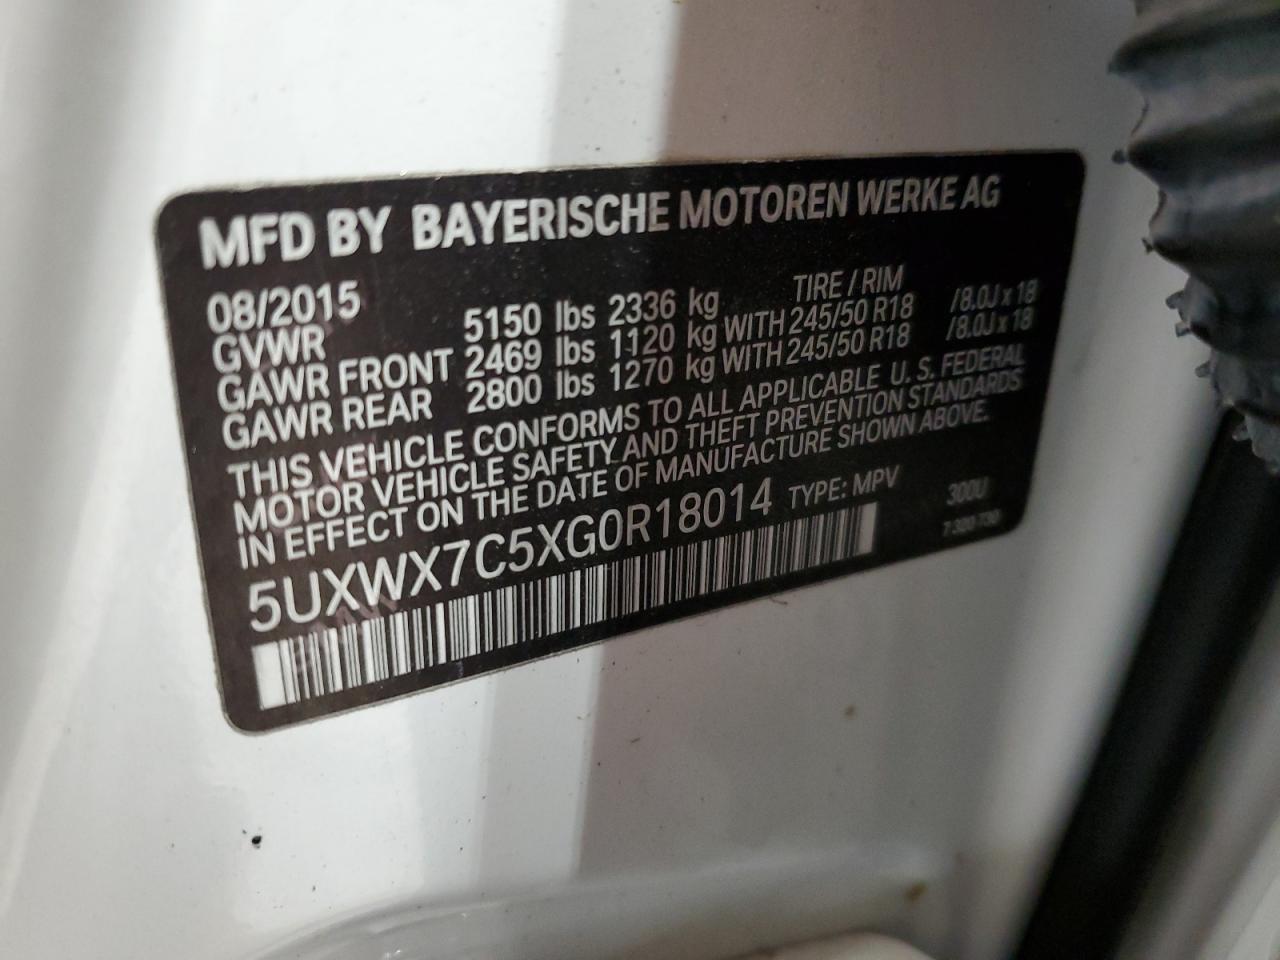 MFD BY BAYERISCHE MOTOREN WERKE AG
08/2015 TIRE / RIM
GVWR 5150 lbs 2336 kg
GAWR FRONT 2469 lbs 1120 kg WITH 245/50 R18 /8.0J x 18
GAWR REAR 2800 lbs 1270 kg WITH 245/50 R18 /8.0J x 18
THIS VEHICLE CONFORMS TO ALL APPLICABLE U. S. FEDERAL
MOTOR VEHICLE SAFETY AND THEFT PREVENTION STANDARDS
IN EFFECT ON THE DATE OF MANUFACTURE SHOWN ABOVE.
5UXWX7C5XG0R18014 TYPE: MPV 300U
7 300 730